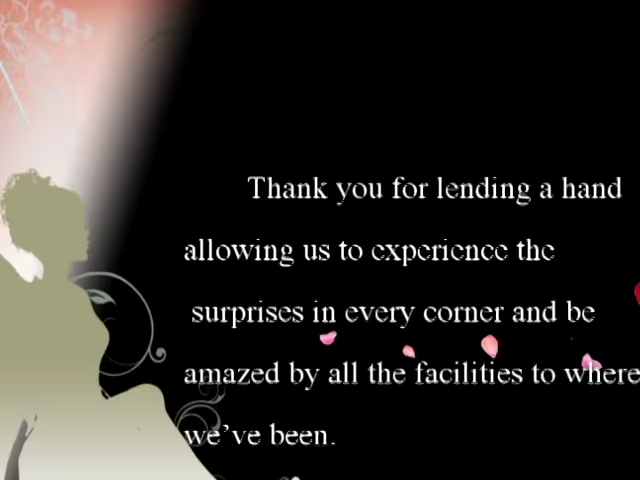 Thank you for lending a hand
allowing us to experience the
surprises in every corner and be
amazed by all the facilities to where
we've been.